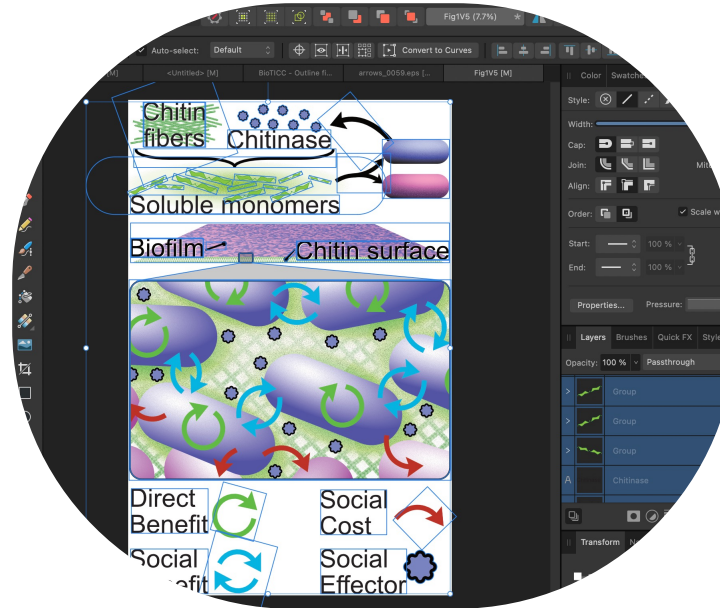 Fig1V5 (7.7%)
Auto-select: Default
Convert to Curves
[M]
<Untitled> [M]
BioTICC - Outline fi...
arrows_0059.eps [...
Fig1V5 [M]
Color
Style:
Width:
Cap:
Join:
Align:
Order:
Scale w
Start: 100 %
End: 100 %
Properties...
Pressure:
Layers
Brushes
Quick FX
Opacity: 100 %
Passthrough
Group
Group
Group
Chitinase
Transform
Chitin
fibers
Chitinase
Soluble monomers
Biofilm
Chitin surface
Direct
Benefit
Social
Cost
Social
Social
Effector